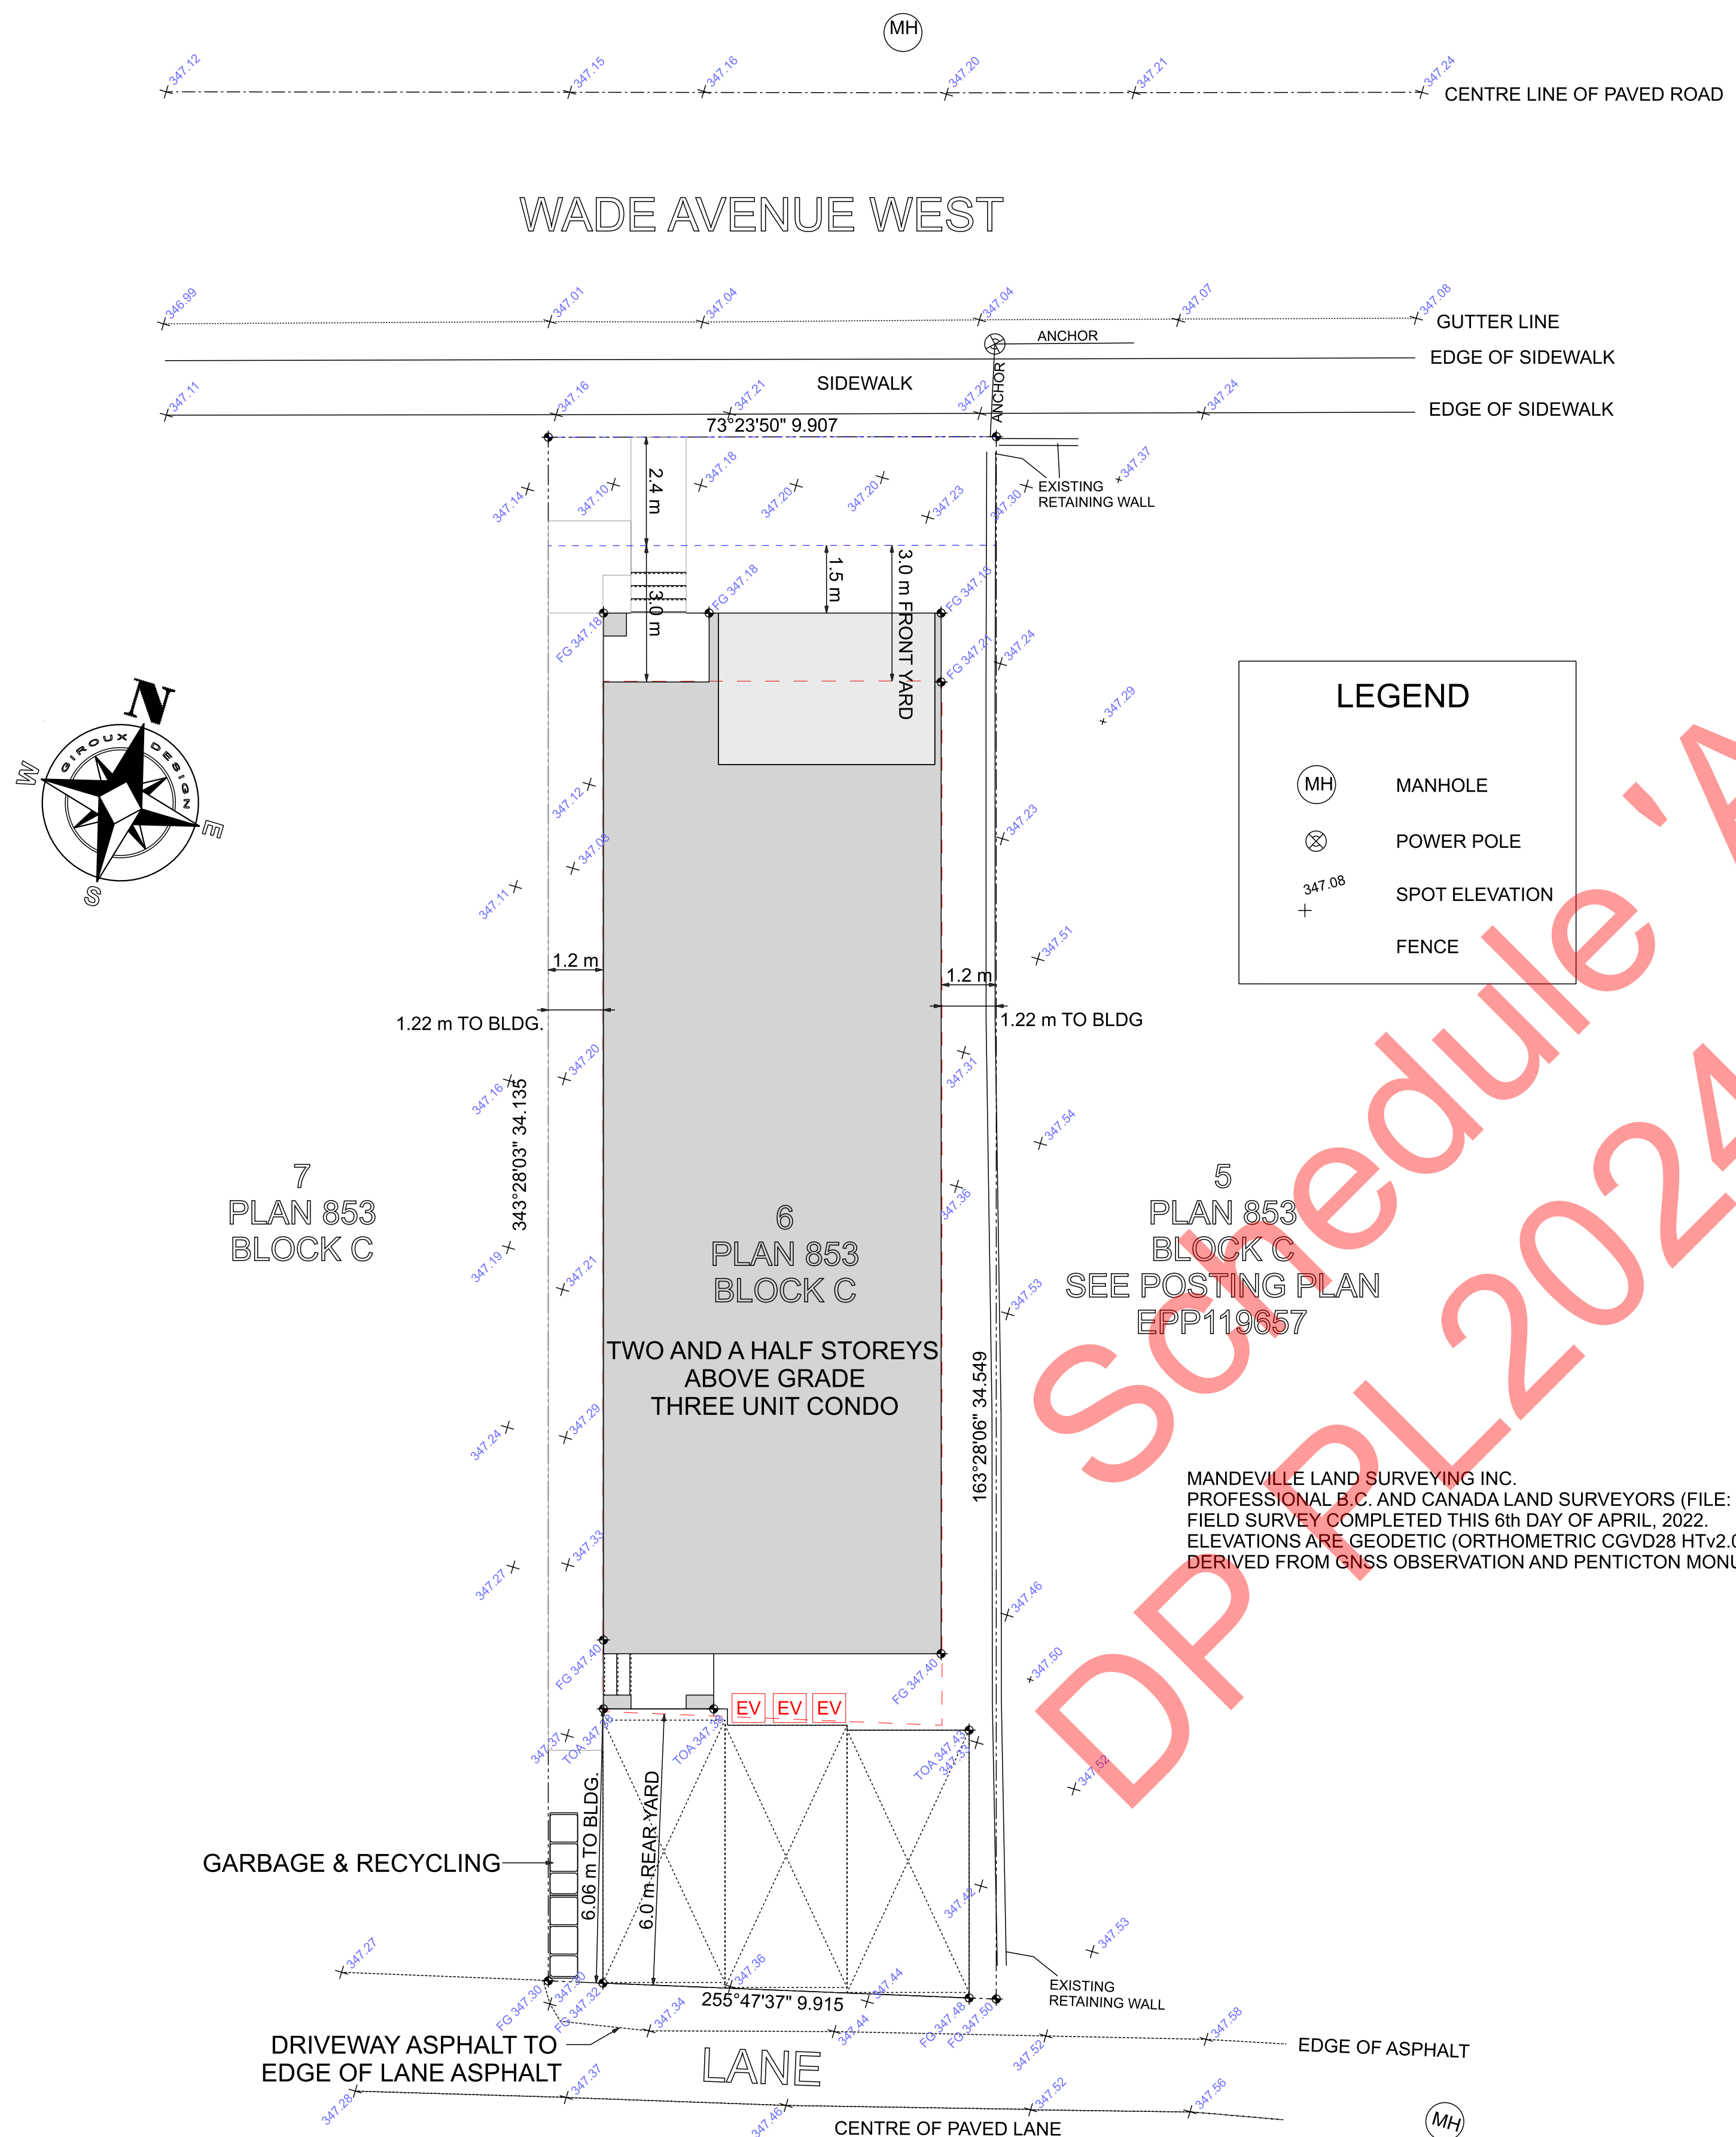 MH
347.12
347.15
347.16
347.20
347.21
347.24
CENTRE LINE OF PAVED ROAD
WADE AVENUE WEST
346.99
347.01
347.04
347.04
347.07
347.08
GUTTER LINE
ANCHOR
EDGE OF SIDEWALK
SIDEWALK
ANCHOR
347.11
347.16
347.21
347.22
347.24
EDGE OF SIDEWALK
73°23'50" 9.907
2.4 m
347.14
347.10
347.18
347.20
347.20
347.23
347.30
347.37
EXISTING
RETAINING WALL
3.0 m
1.5 m
3.0 m FRONT YARD
FG 347.18
FG 347.18
FG 347.18
FG 347.21
347.24
347.29
N
W
E
S
GIROUX DESIGN
LEGEND
MH
MANHOLE
POWER POLE
347.08
SPOT ELEVATION
FENCE
347.12
347.11
347.23
347.51
1.2 m
1.2 m
1.22 m TO BLDG.
1.22 m TO BLDG
347.16
347.20
347.31
347.54
343°28'03" 34.135
7
PLAN 853
BLOCK C
6
PLAN 853
BLOCK C
5
PLAN 853
BLOCK C
SEE POSTING PLAN
EPP119657
347.36
347.19
347.21
347.53
TWO AND A HALF STOREYS
ABOVE GRADE
THREE UNIT CONDO
163°28'06" 34.549
347.24
347.29
347.27
347.33
347.46
347.50
MANDEVILLE LAND SURVEYING INC.
PROFESSIONAL B.C. AND CANADA LAND SURVEYORS (FILE:
FIELD SURVEY COMPLETED THIS 6th DAY OF APRIL, 2022.
ELEVATIONS ARE GEODETIC (ORTHOMETRIC CGVD28 HTv2.0
DERIVED FROM GNSS OBSERVATION AND PENTICTON MONU
Schedule 'A
DP PL2024
FG 347.40
FG 347.40
EV
EV
EV
347.37
TOA 347.38
TOA 347.38
TOA 347.43
347.33
347.52
6.06 m TO BLDG.
6.0 m REAR YARD
GARBAGE & RECYCLING
347.42
347.53
347.27
347.36
347.44
EXISTING
RETAINING WALL
255°47'37" 9.915
FG 347.30
347.30
FG 347.32
347.34
347.44
FG 347.48
FG 347.50
347.52
347.58
DRIVEWAY ASPHALT TO
EDGE OF LANE ASPHALT
EDGE OF ASPHALT
LANE
347.28
347.37
347.46
347.52
347.56
CENTRE OF PAVED LANE
MH